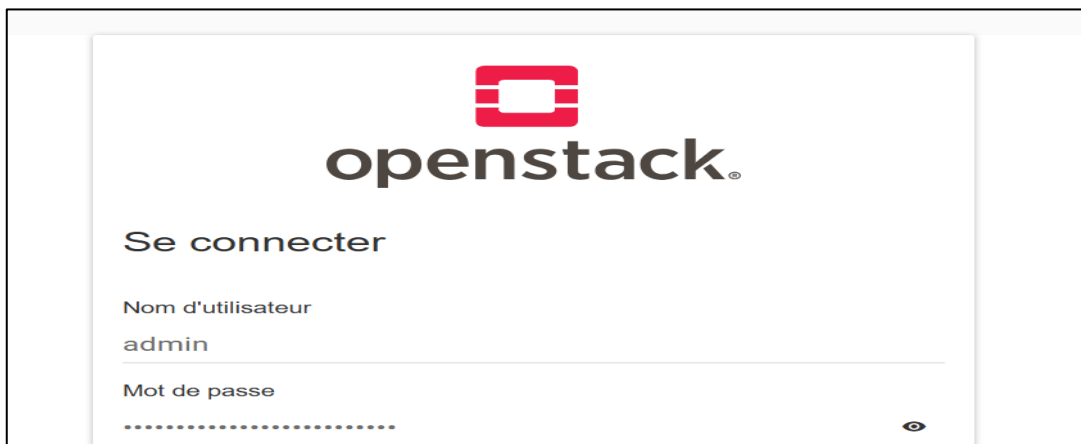 openstack.®
Se connecter
Nom d'utilisateur
admin
Mot de passe
••••••••••••••••••••••••••